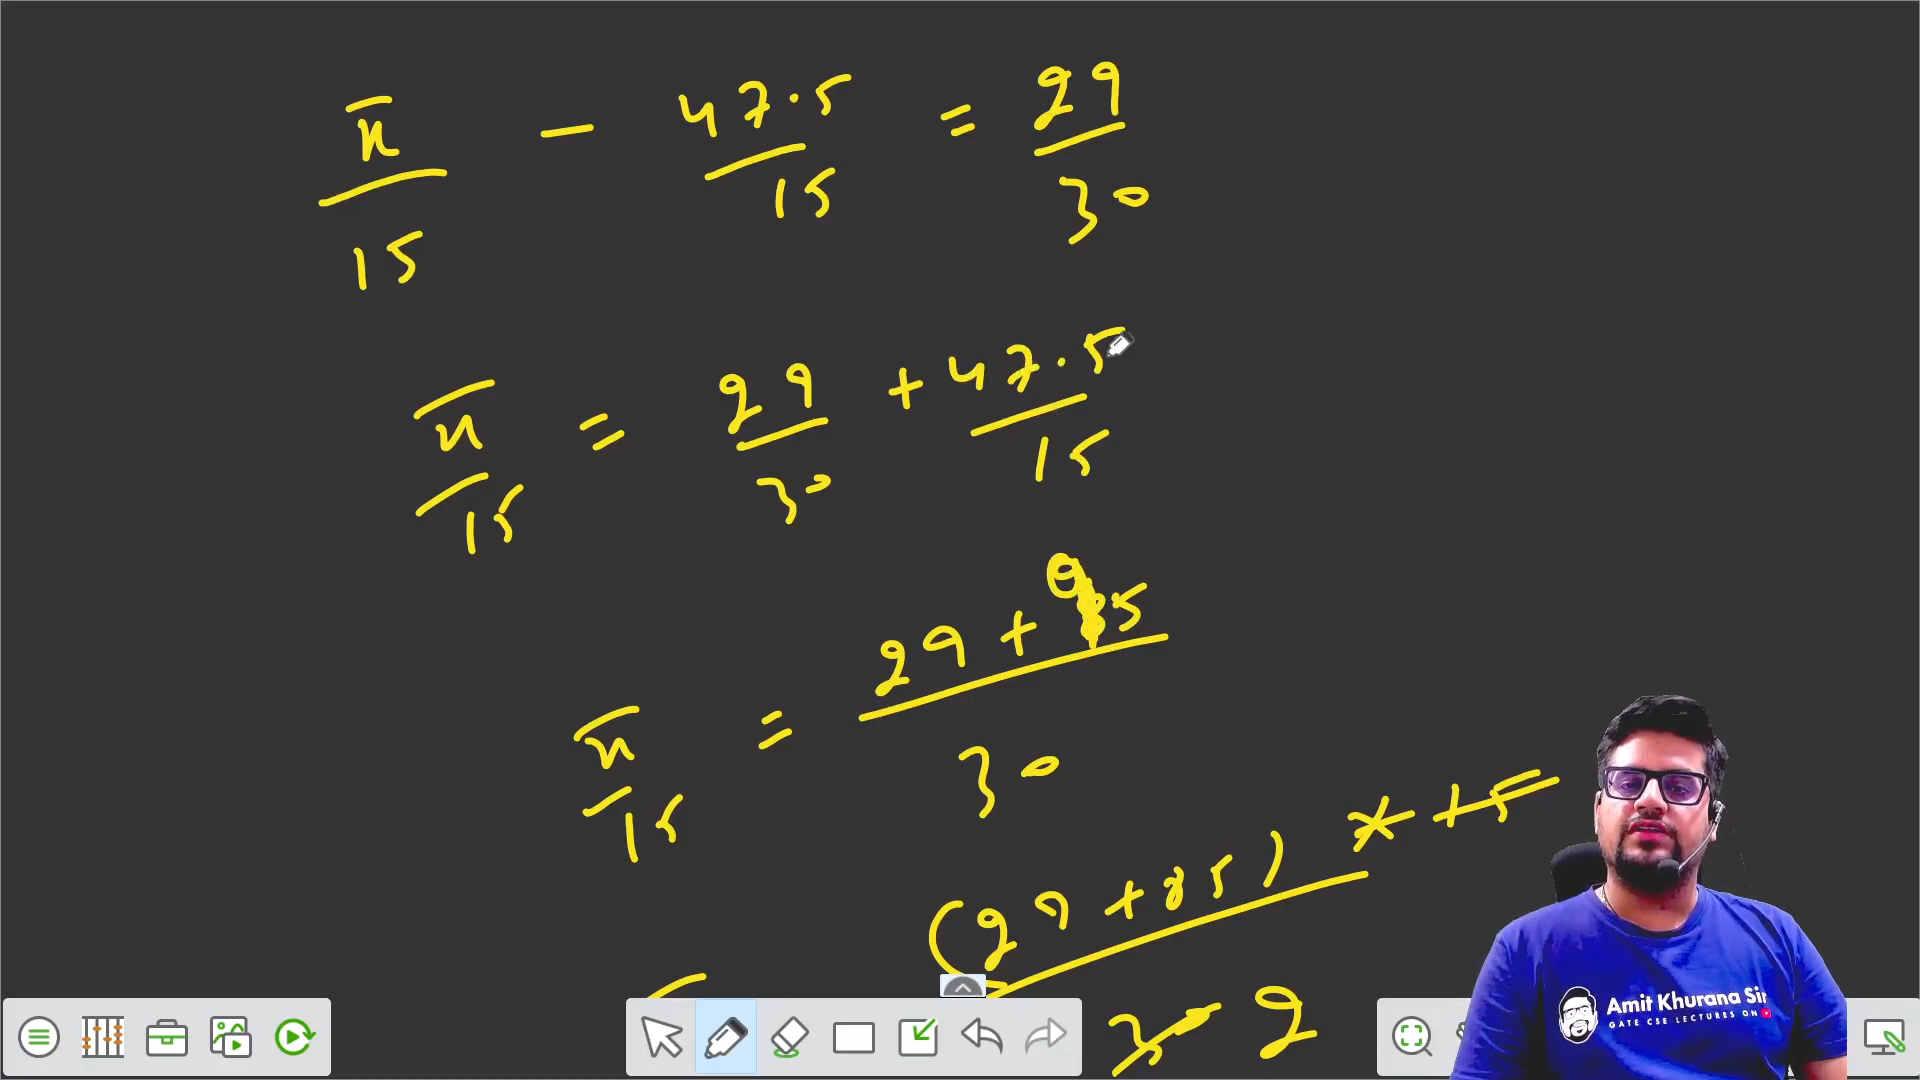 x̄/15 - 47.5/15 = 29/30
x̄/15 = 29/30 + 47.5/15
x̄/15 = (29 + 95)/30
(29 + 85) * 15
30 2
Amit Khurana Sir
GATE CSE LECTURES ON